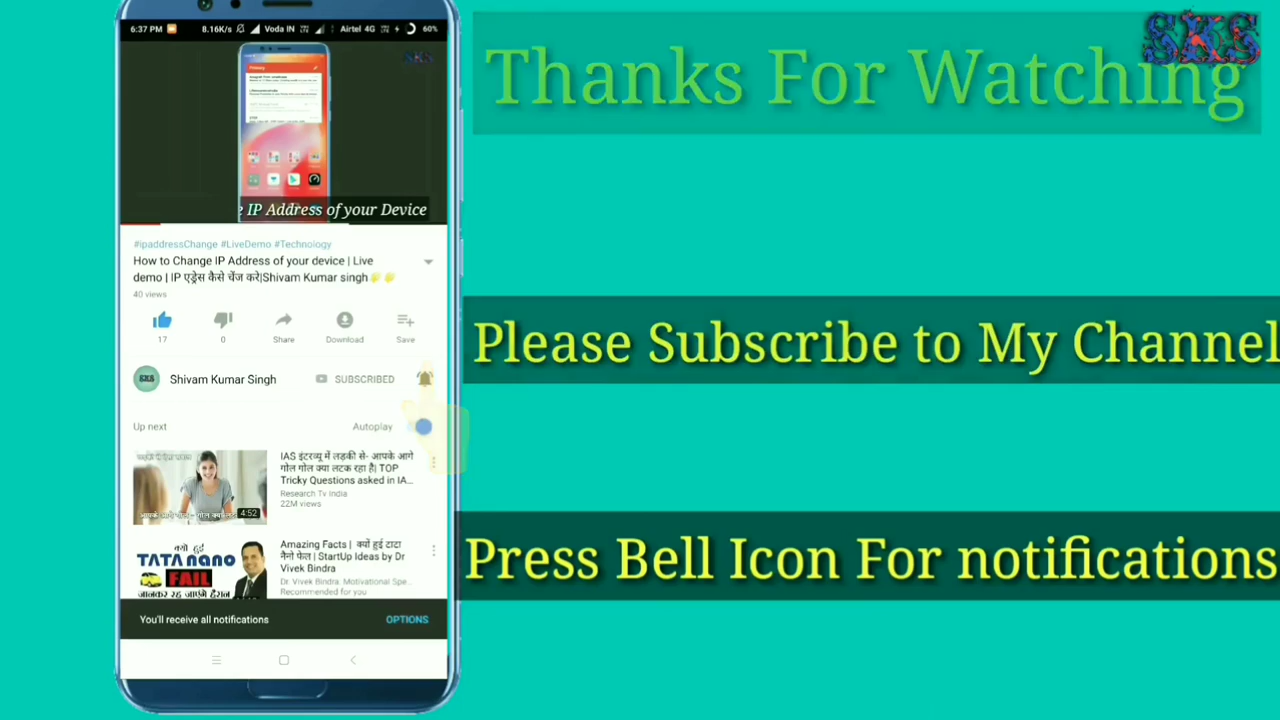 6:37 PM 8.16K/s Voda IN Airtel 4G 60%
SKS
Primary
IP Address of your Device
#ipaddressChange #LiveDemo #Technology
How to Change IP Address of your device | Live
demo | IP एड्रेस कैसे चेंज करे|Shivam Kumar singh
40 views
17
0
Share
Download
Save
SKS
Shivam Kumar Singh
SUBSCRIBED
Up next
Autoplay
IAS इंटरव्यू में लड़की से- आपके आगे
गोल गोल क्या लटक रहा है| TOP
Tricky Questions asked in IA...
Research Tv India
22M views
4:52
क्यों हुई
TATA nano
FAIL
जानकर रह जाएंगे हैरान
Amazing Facts | क्यों हुई टाटा
नैनो फेल | StartUp Ideas by Dr
Vivek Bindra
Dr. Vivek Bindra: Motivational Spe...
Recommended for you
You'll receive all notifications
OPTIONS
SKS
Thanks For Watching
Please Subscribe to My Channel
Press Bell Icon For notifications